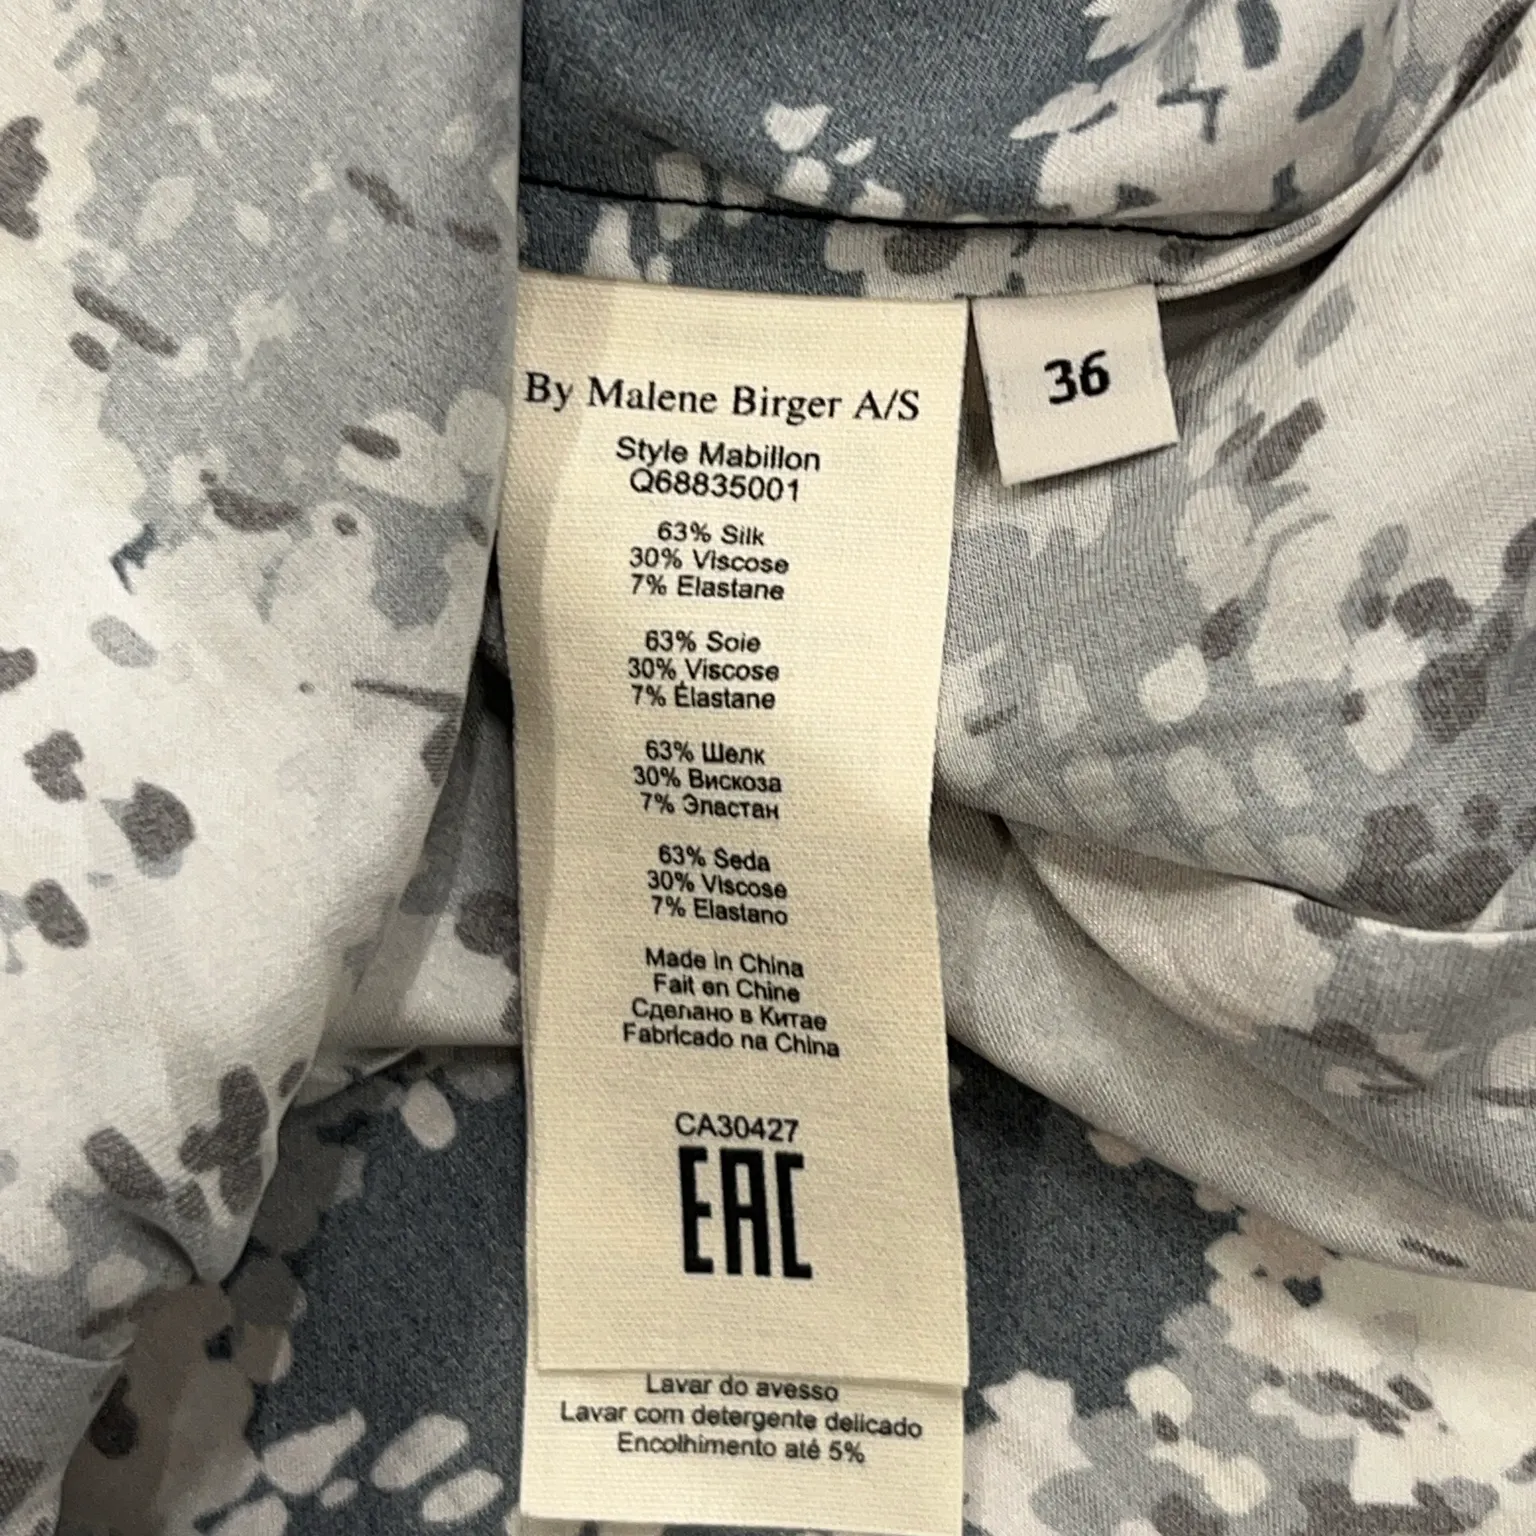 By Malene Birger A/S
Style Mabillon
Q68835001
63% Silk
30% Viscose
7% Elastane
63% Soie
30% Viscose
7% Élastane
63% Шелк
30% Вискоза
7% Эластан
63% Seda
30% Viscose
7% Elastano
Made in China
Fait en Chine
Сделано в Китае
Fabricado na China
CA30427
EAC
Lavar do avesso
Lavar com detergente delicado
Encolhimento até 5%
36